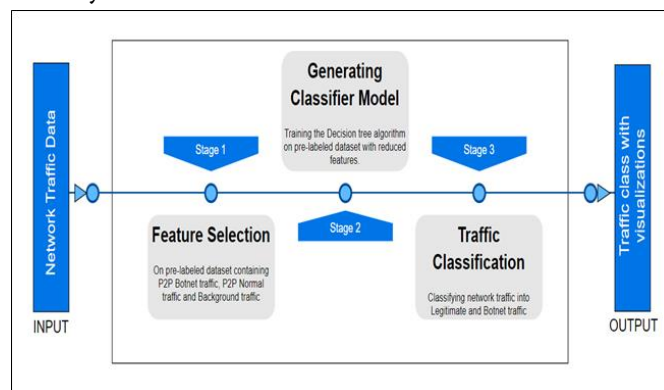 Network Traffic Data
INPUT
Stage 1
Feature Selection
On pre-labeled dataset containing
P2P Botnet traffic, P2P Normal
traffic and Background traffic
Generating
Classifier Model
Training the Decision tree algorithm
on pre-labeled dataset with reduced
features.
Stage 2
Stage 3
Traffic
Classification
Classifying network traffic into
Legitimate and Botnet traffic
Traffic class with
visualizations
OUTPUT